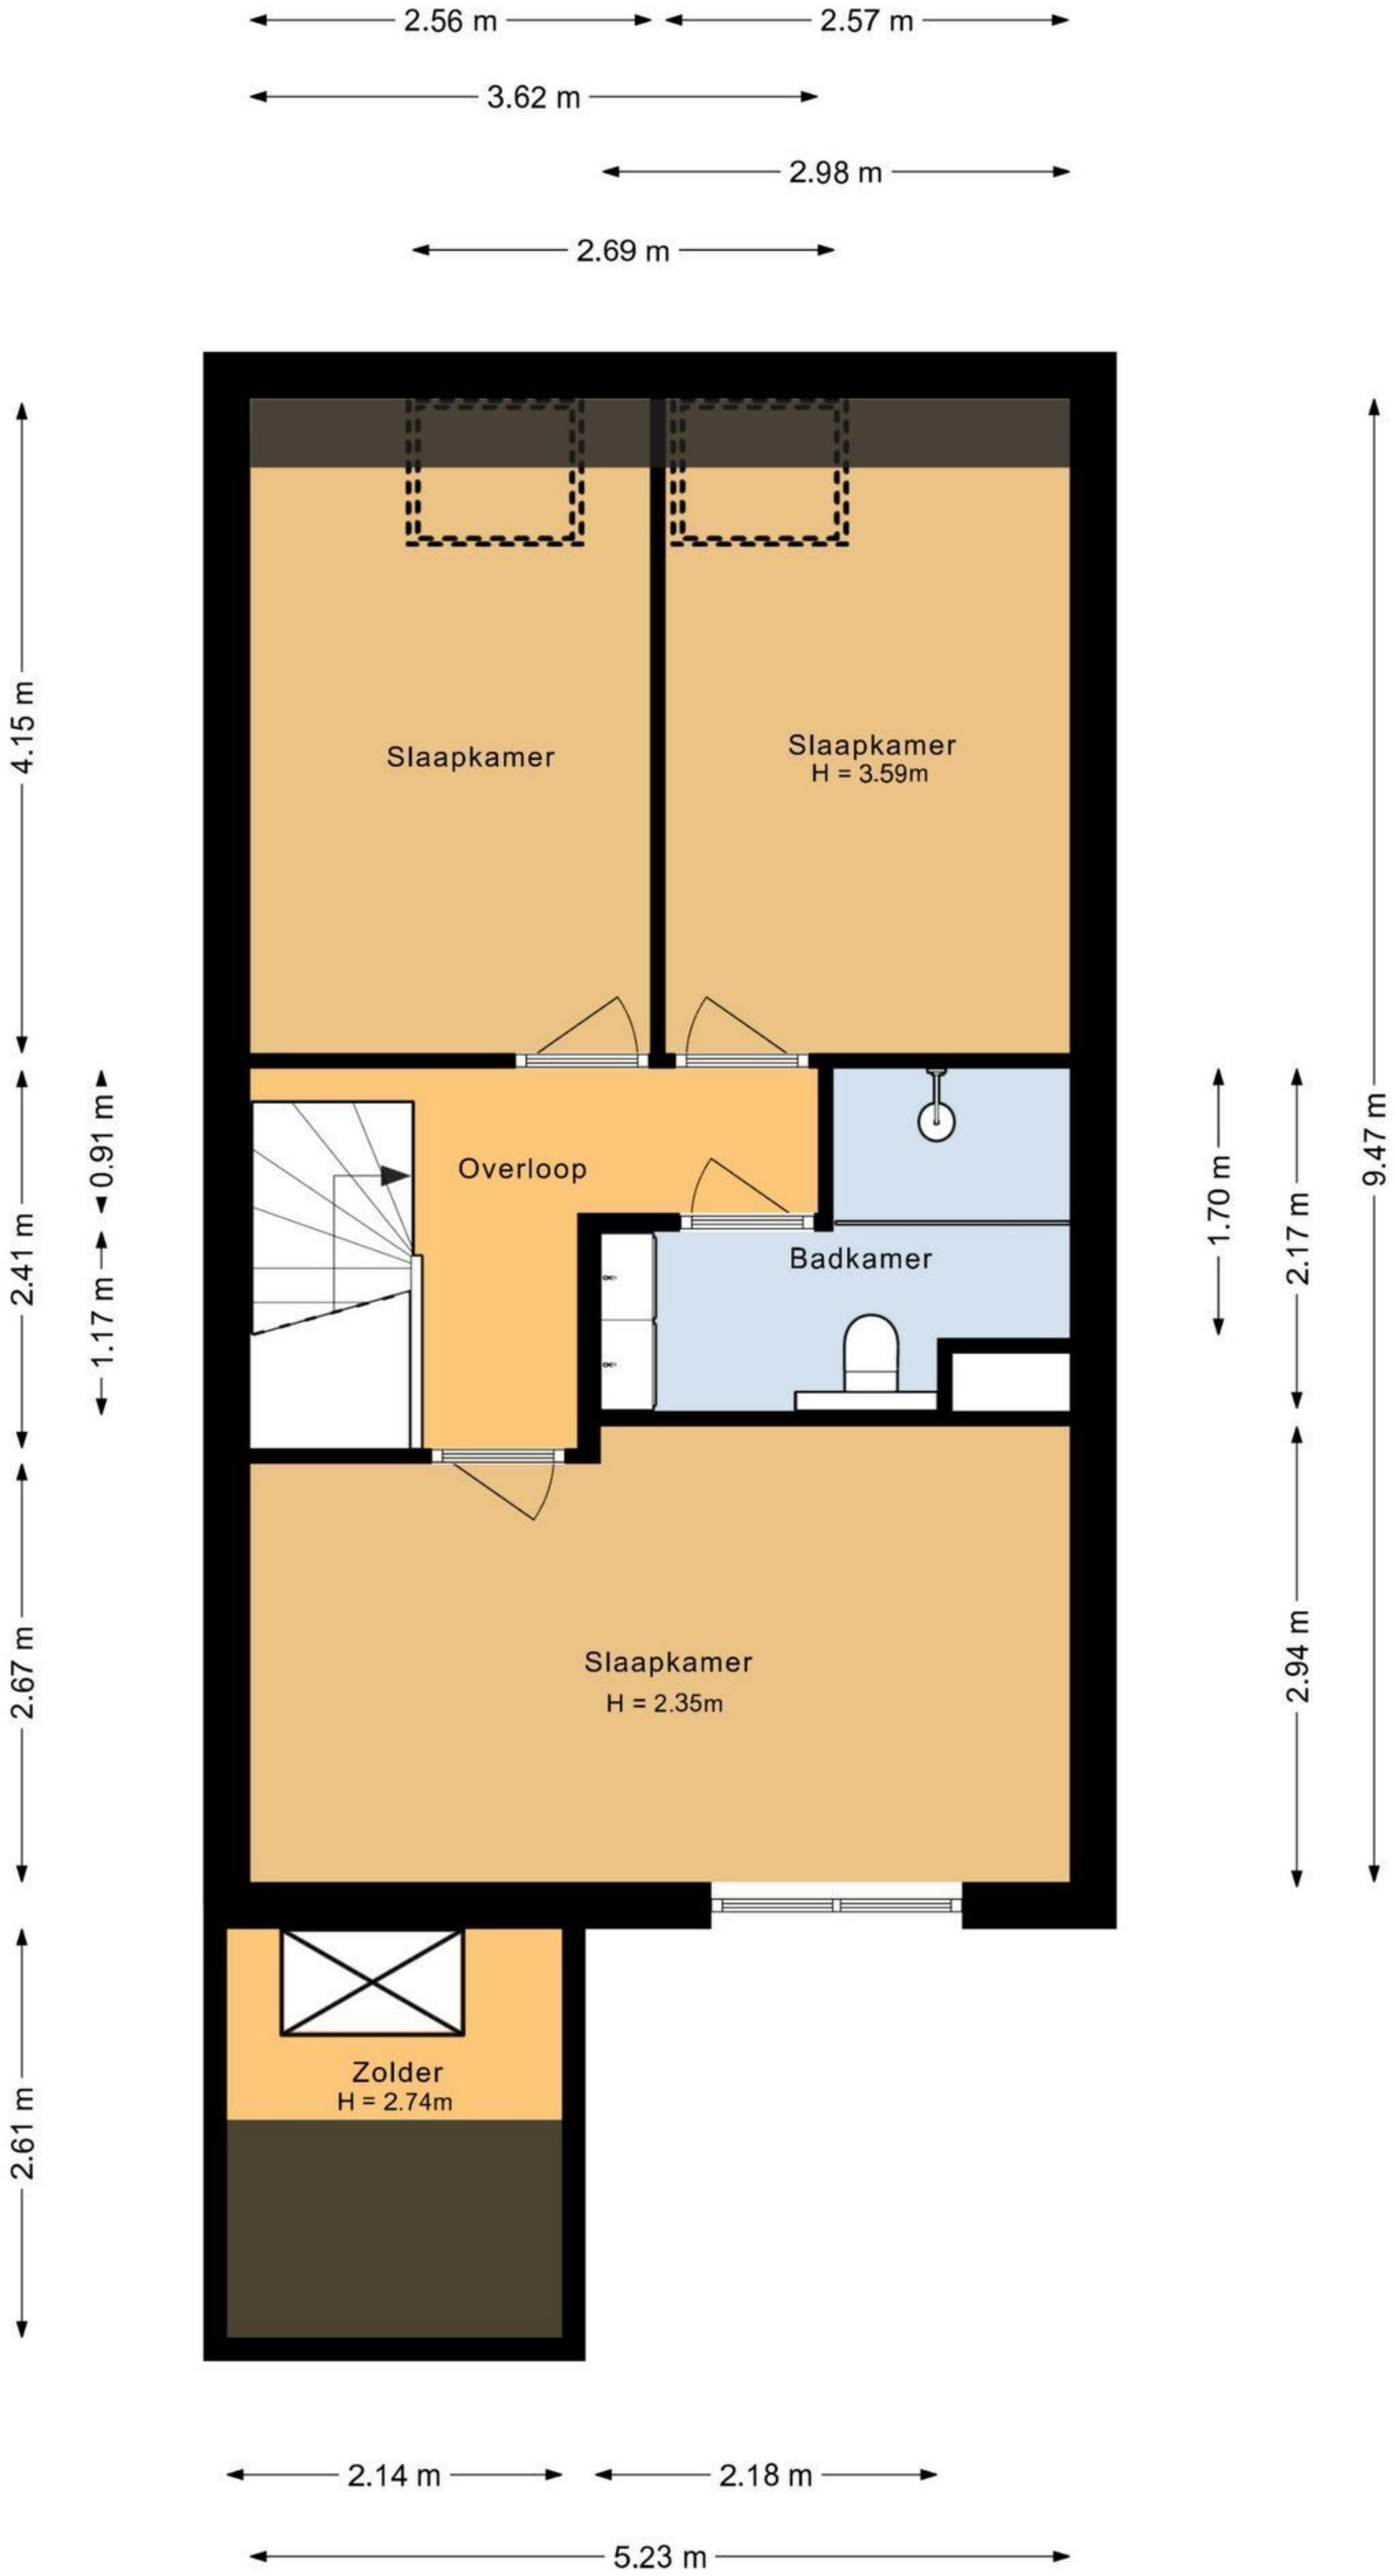 2.56 m
2.57 m
3.62 m
2.98 m
2.69 m
4.15 m
Slaapkamer
Slaapkamer
H = 3.59m
2.41 m
0.91 m
1.17 m
Overloop
Badkamer
1.70 m
2.17 m
9.47 m
2.67 m
Slaapkamer
H = 2.35m
2.94 m
2.61 m
Zolder
H = 2.74m
2.14 m
2.18 m
5.23 m